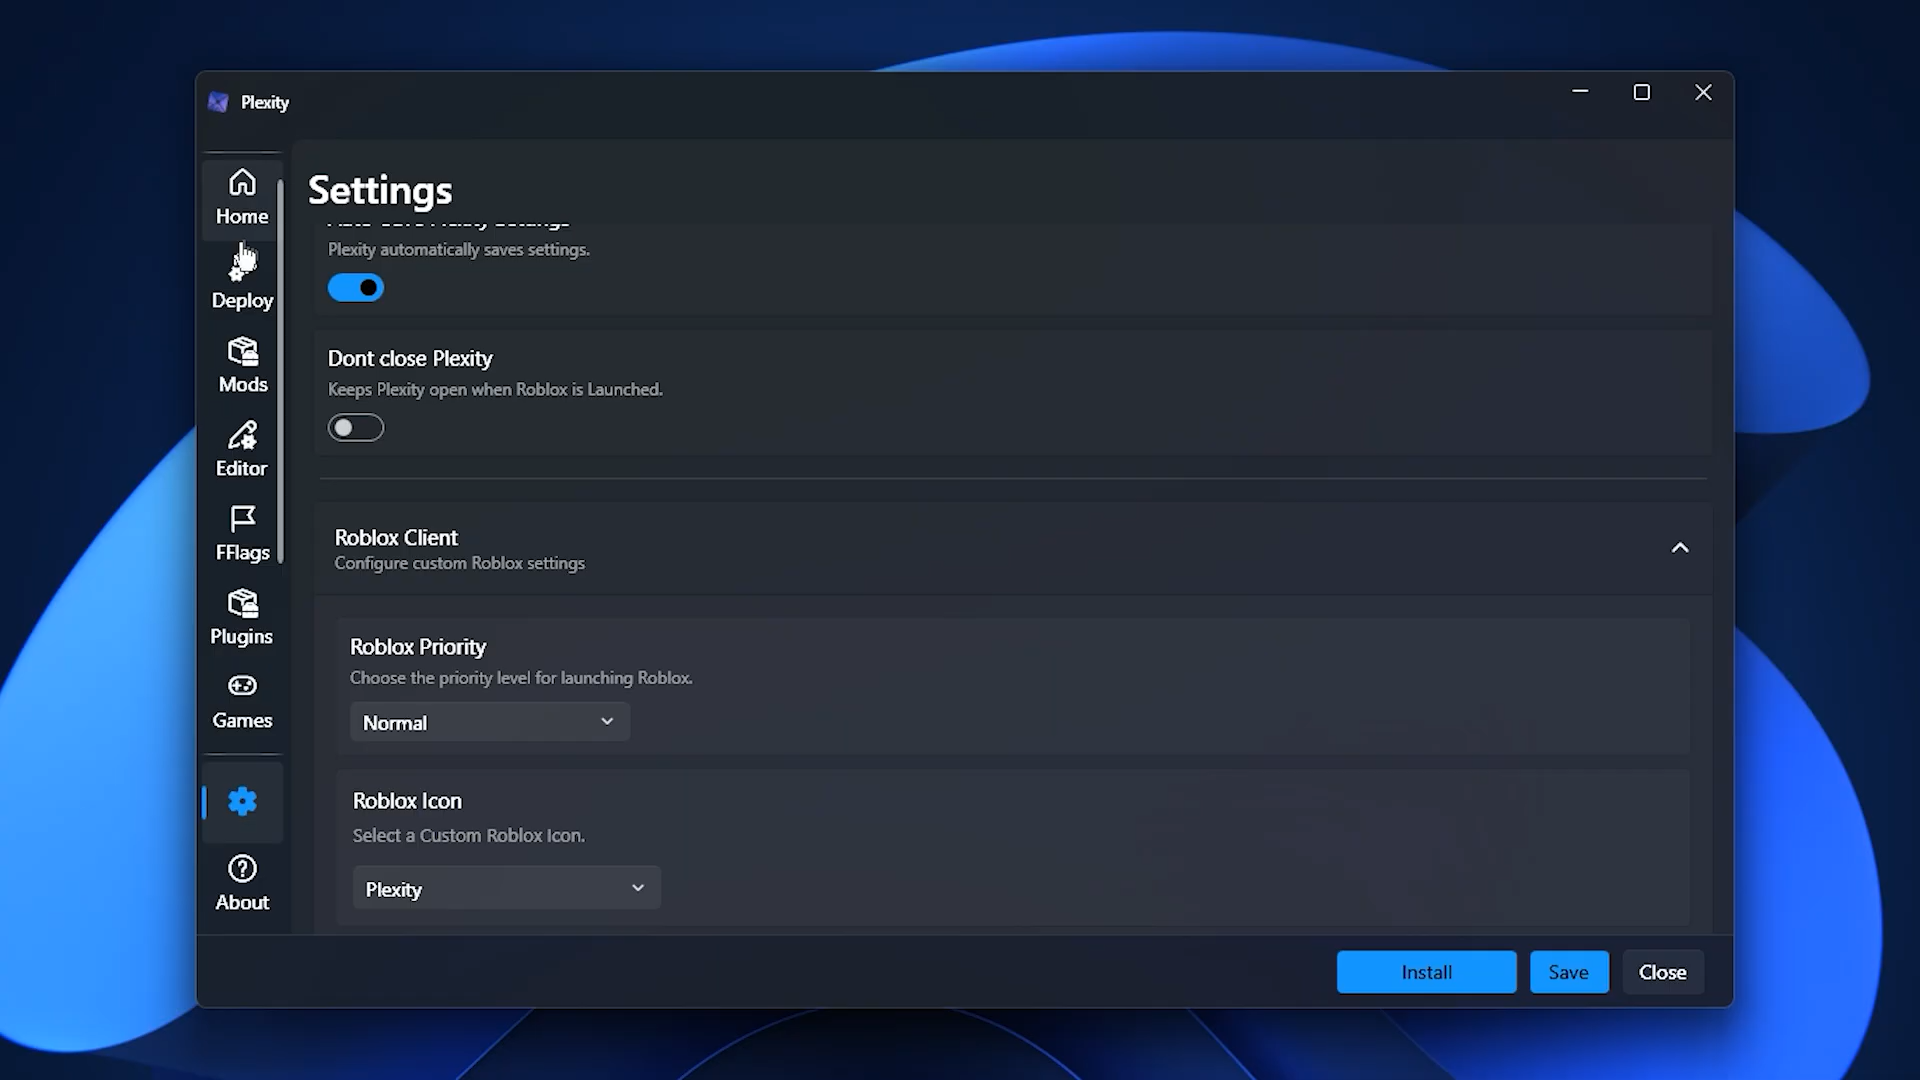 Plexity
Home
Deploy
Mods
Editor
FFlags
Plugins
Games
About
Settings
Plexity automatically saves settings.
Dont close Plexity
Keeps Plexity open when Roblox is Launched.
Roblox Client
Configure custom Roblox settings
Roblox Priority
Choose the priority level for launching Roblox.
Normal
Roblox Icon
Select a Custom Roblox Icon.
Plexity
Install
Save
Close